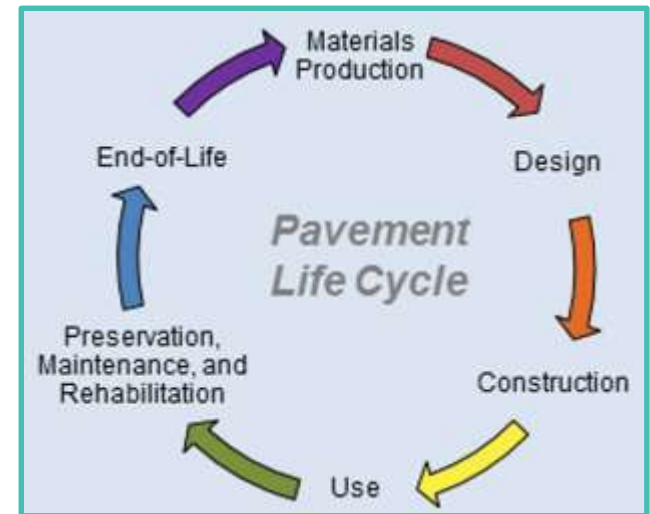 Materials
Production
Design
Construction
Use
Preservation,
Maintenance, and
Rehabilitation
End-of-Life
Pavement
Life Cycle